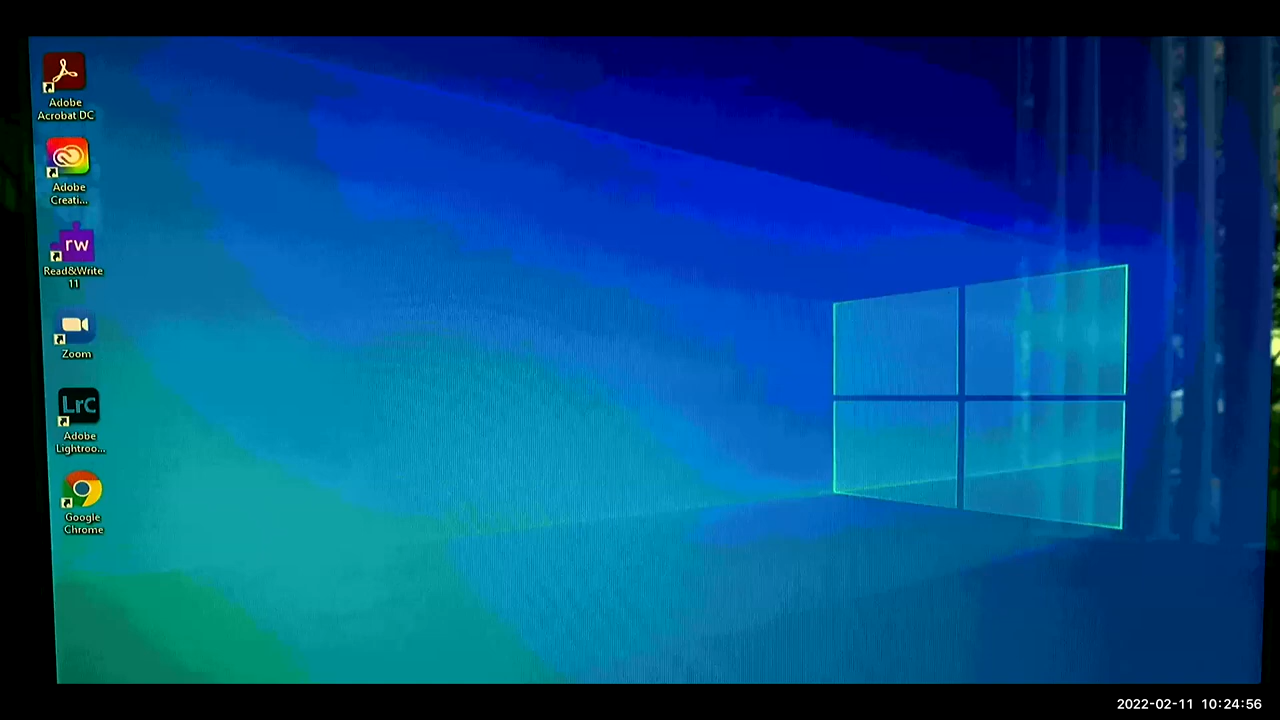 Adobe
Acrobat DC
Adobe
Creati...
rw
Read&Write
11
Zoom
LrC
Adobe
Lightroo...
Google
Chrome
2022-02-11 10:24:56